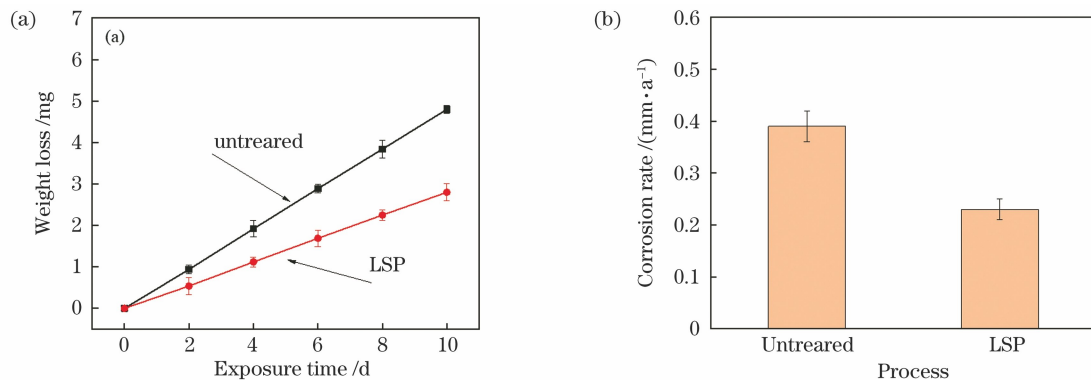 (a)
(a)
Weight loss /mg
7
6
5
4
3
2
1
0
untreared
LSP
0 2 4 6 8 10
Exposure time /d
(b)
Corrosion rate /(mm·a⁻¹)
0.6
0.5
0.4
0.3
0.2
0.1
0
Untreared LSP
Process